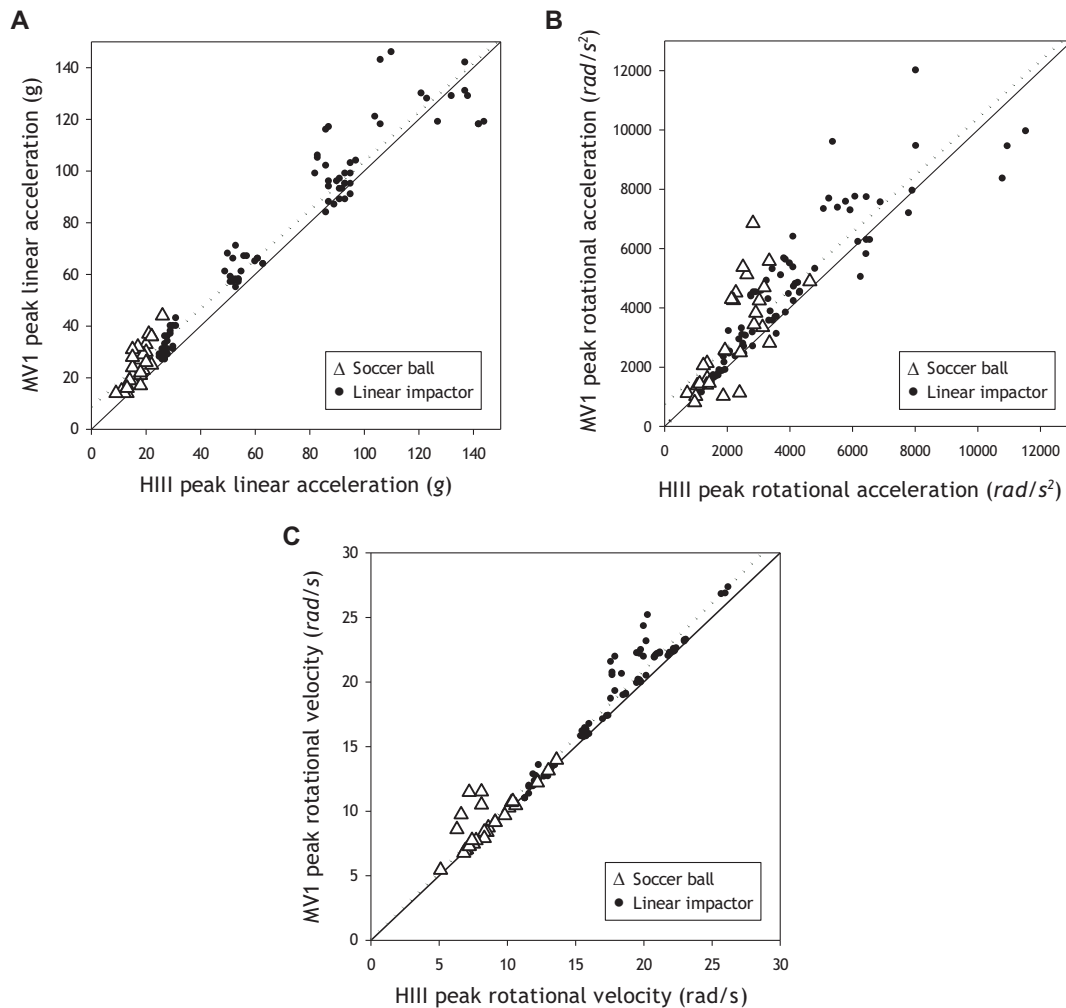 A
MV1 peak linear acceleration (g)
140
120
100
80
60
40
20
0
0 20 40 60 80 100 120 140
HIII peak linear acceleration (g)
Soccer ball
Linear impactor
B
MV1 peak rotational acceleration (rad/s²)
12000
10000
8000
6000
4000
2000
0
0 2000 4000 6000 8000 10000 12000
HIII peak rotational acceleration (rad/s²)
Soccer ball
Linear impactor
C
MV1 peak rotational velocity (rad/s)
30
25
20
15
10
5
0
0 5 10 15 20 25 30
HIII peak rotational velocity (rad/s)
Soccer ball
Linear impactor